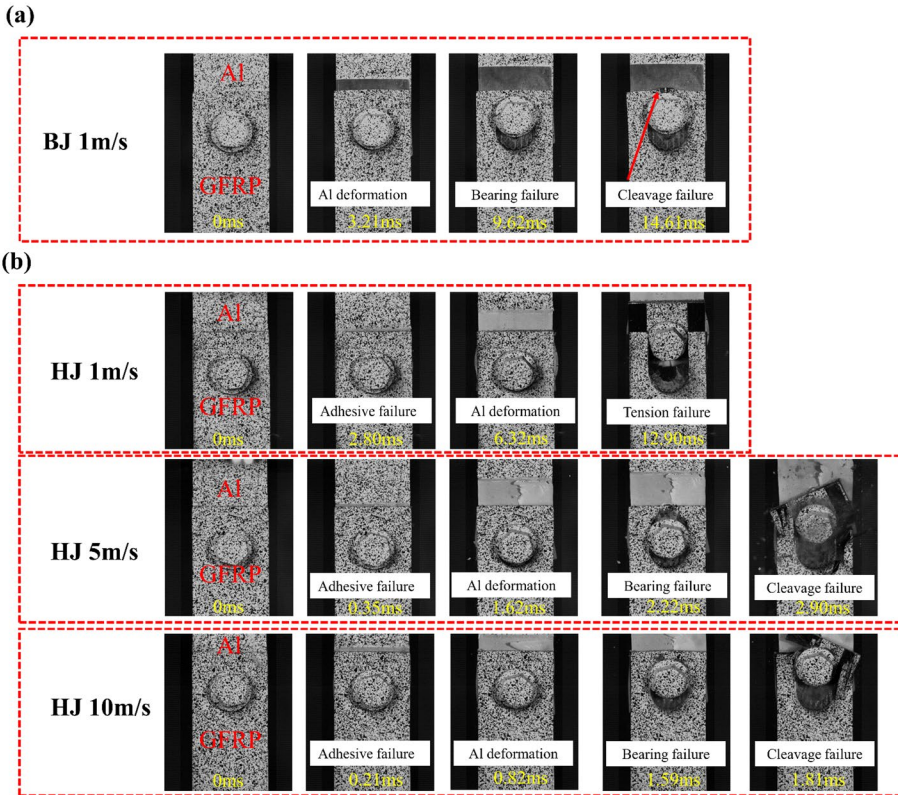 (a)
BJ 1m/s
Al
GFRP
0ms
Al deformation
3.21ms
Bearing failure
9.62ms
Cleavage failure
14.61ms
(b)
HJ 1m/s
Al
GFRP
0ms
Adhesive failure
2.80ms
Al deformation
6.32ms
Tension failure
12.90ms
HJ 5m/s
Al
GFRP
0ms
Adhesive failure
0.35ms
Al deformation
1.62ms
Bearing failure
2.22ms
Cleavage failure
2.90ms
HJ 10m/s
Al
GFRP
0ms
Adhesive failure
0.21ms
Al deformation
0.82ms
Bearing failure
1.59ms
Cleavage failure
1.81ms